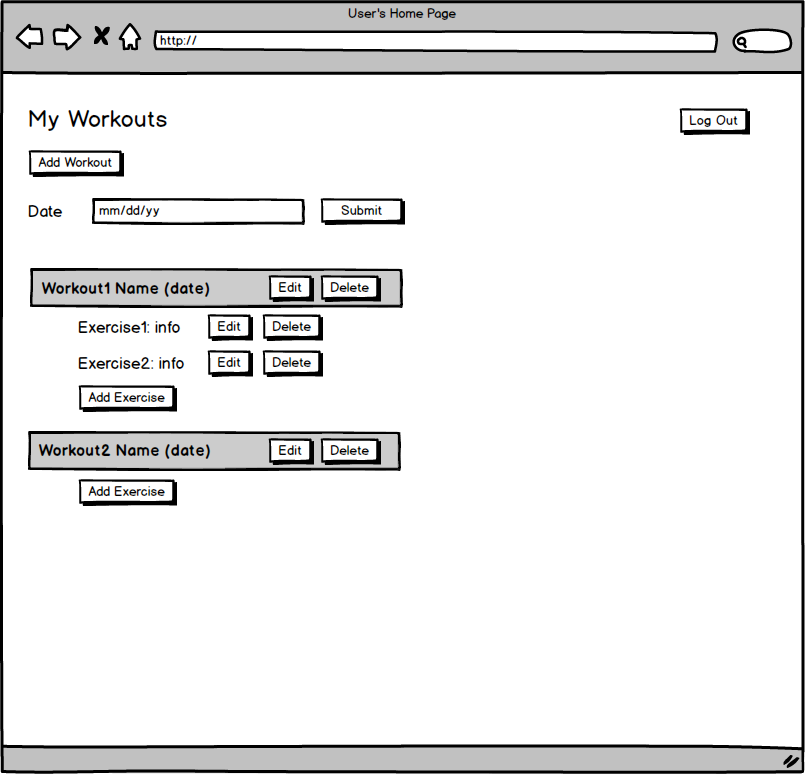 User's Home Page
http://
My Workouts
Log Out
Add Workout
Date mm/dd/yy Submit
Workout1 Name (date) Edit Delete
Exercise1: info Edit Delete
Exercise2: info Edit Delete
Add Exercise
Workout2 Name (date) Edit Delete
Add Exercise